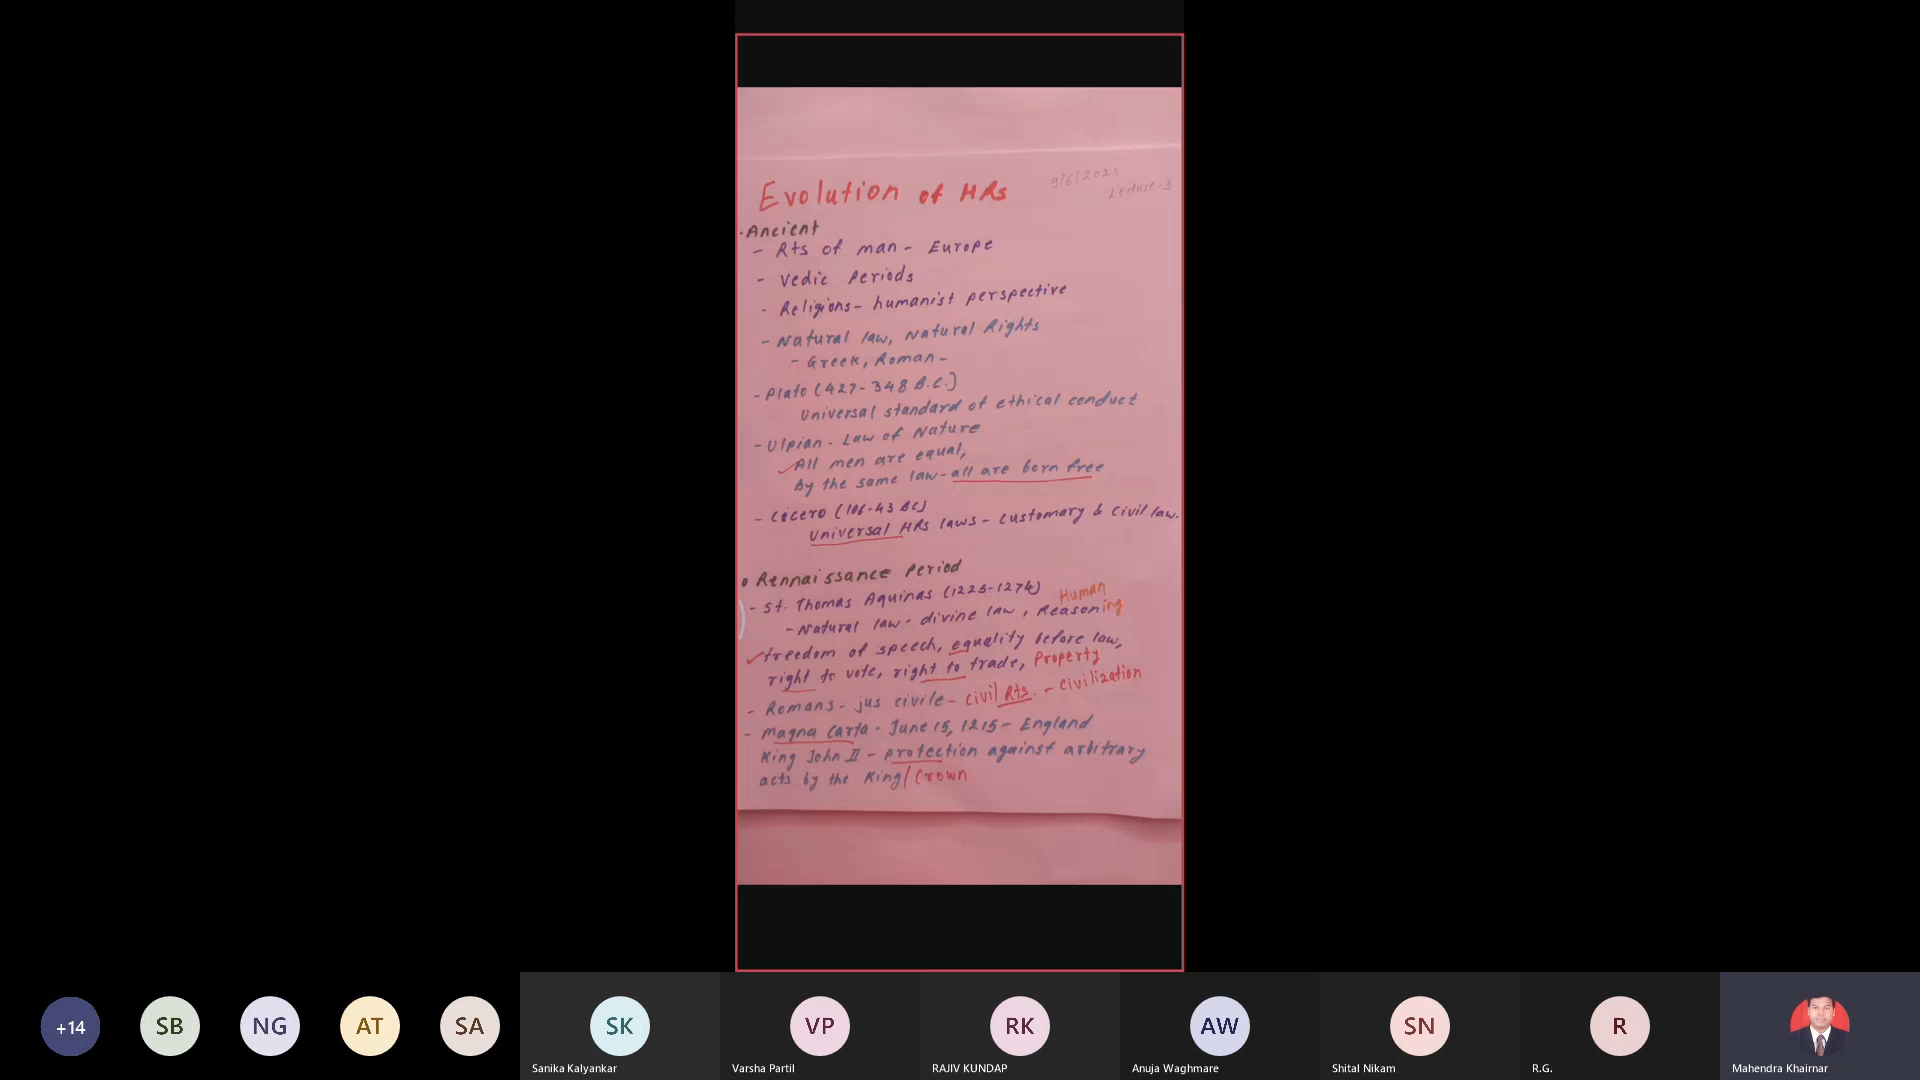 9/6/2021
Lecture-3
Evolution of HRs
·Ancient
- Rts of man - Europe
- Vedic Periods
- Religions - humanist perspective
- Natural law, Natural Rights
- Greek, Roman -
- Plato (427-348 B.C.)
Universal standard of ethical conduct
- Ulpian - Law of Nature
All men are equal,
By the same law - all are born free
- Cicero (106-43 BC)
Universal HRs laws - Customary & Civil law.
• Rennaissance Period
- St. Thomas Aquinas (1225-1274)
- Natural law - divine law, Human Reasoning
freedom of speech, equality before law,
right to vote, right to trade, Property
- Romans - jus civile - Civil Rts. - Civilization
- Magna Carta - June 15, 1215 - England
King John II - protection against arbitrary
acts by the King/Crown
+14
SB
NG
AT
SA
SK
VP
RK
AW
SN
R
Sanika Kalyankar
Varsha Partil
RAJIV KUNDAP
Anuja Waghmare
Shital Nikam
R.G.
Mahendra Khairnar